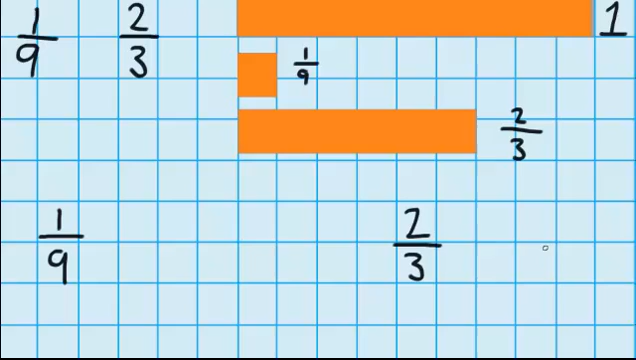 1/9 2/3 1
1/9
2/3
1/9 2/3